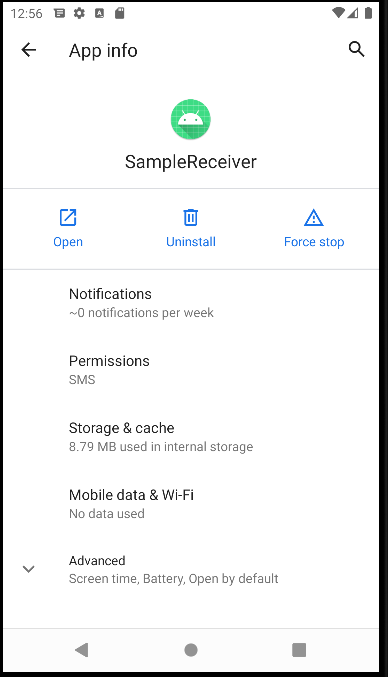 12:56
App info
SampleReceiver
Open
Uninstall
Force stop
Notifications
~0 notifications per week
Permissions
SMS
Storage & cache
8.79 MB used in internal storage
Mobile data & Wi-Fi
No data used
Advanced
Screen time, Battery, Open by default